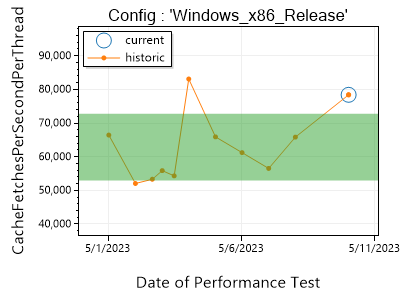 Config : 'Windows_x86_Release'
current
historic
CacheFetchesPerSecondPerThread
90,000
80,000
70,000
60,000
50,000
40,000
5/1/2023
5/6/2023
5/11/2023
Date of Performance Test